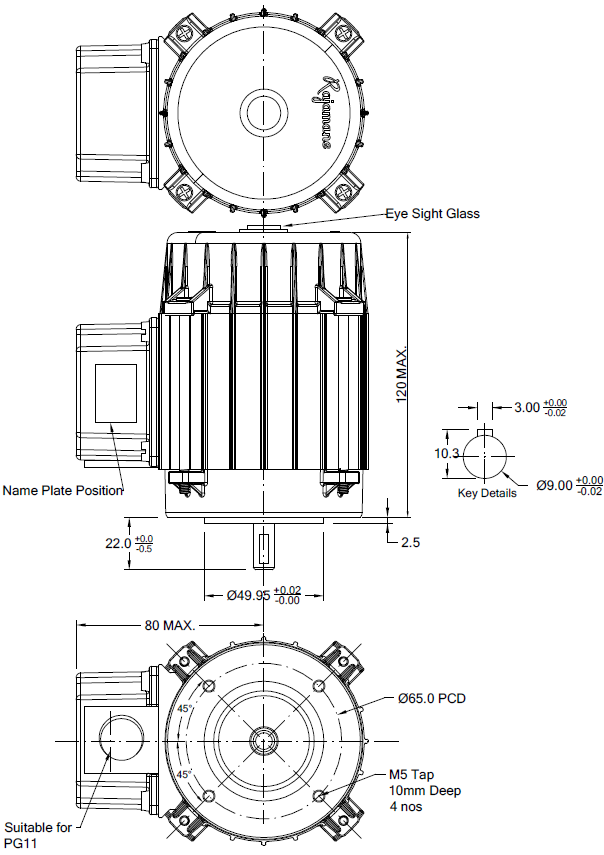 Rajamane
Eye Sight Glass
120 MAX.
3.00 +0.00 -0.02
10.3
Ø9.00 +0.00 -0.02
Key Details
Name Plate Position
22.0 +0.0 -0.5
2.5
Ø49.95 +0.02 -0.00
80 MAX.
Ø65.0 PCD
45°
45°
M5 Tap
10mm Deep
4 nos
Suitable for
PG11